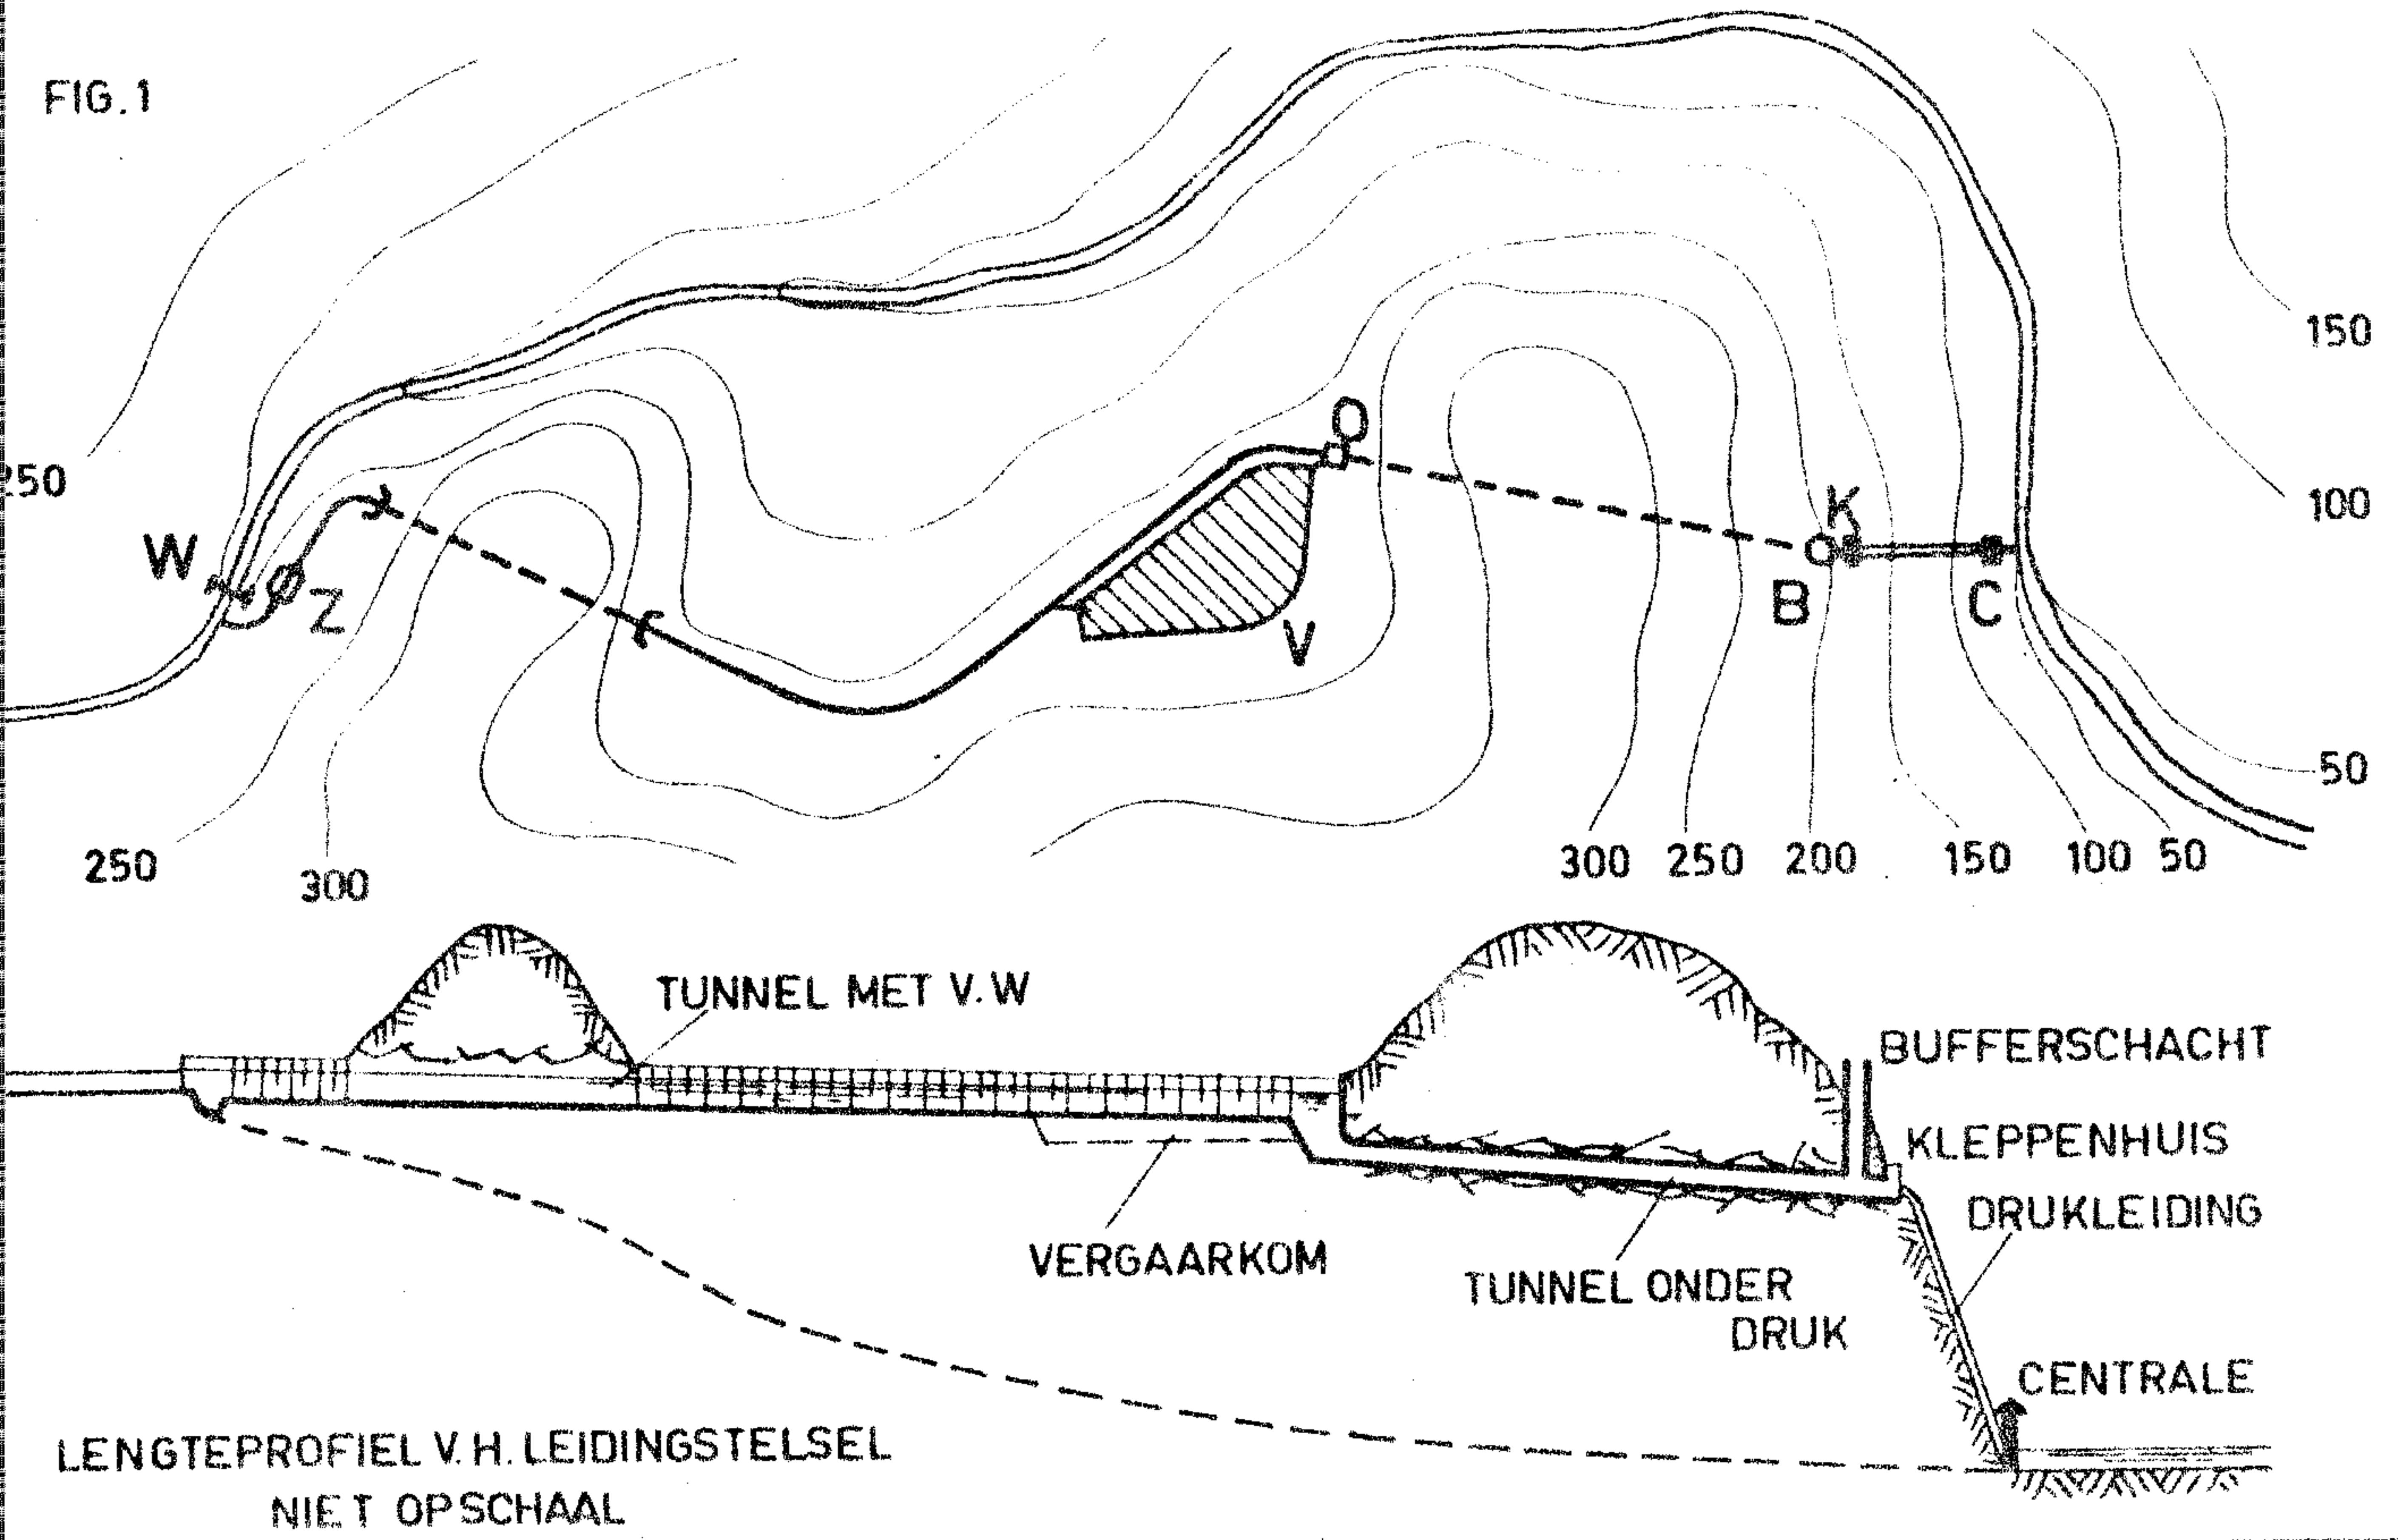 FIG.1
150
250
O
W
Z
K
100
B
C
V
50
250
300
300 250 200 150 100 50
TUNNEL MET V.W
BUFFERSCHACHT
KLEPPENHUIS
DRUKLEIDING
VERGAARKOM
TUNNEL ONDER
DRUK
CENTRALE
LENGTEPROFIEL V.H. LEIDINGSTELSEL
NIET OP SCHAAL